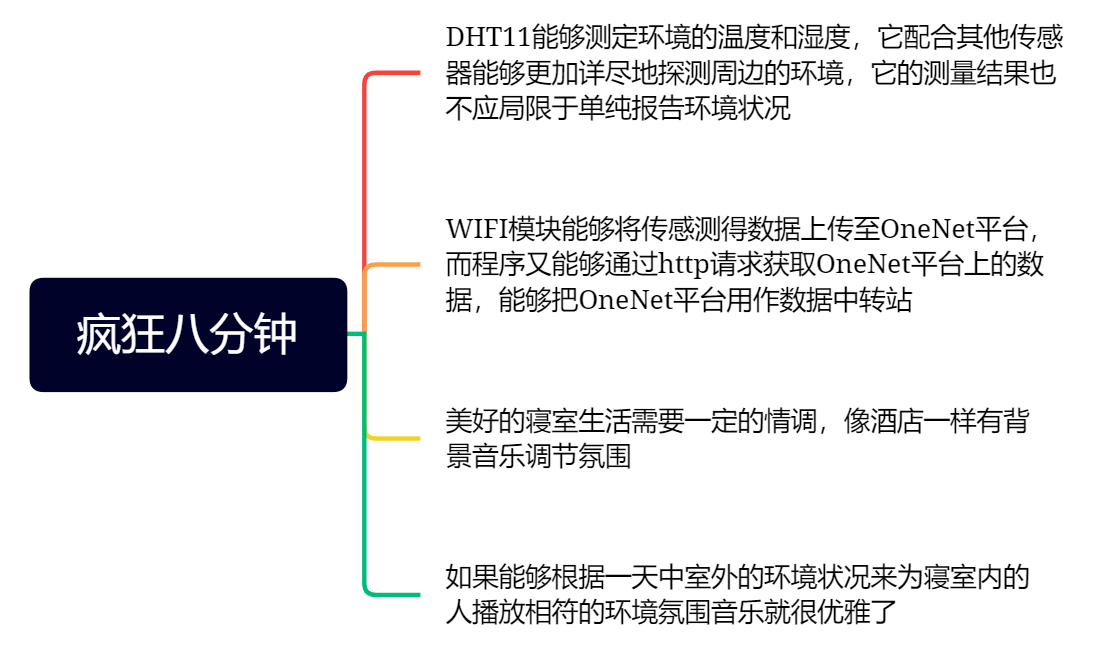 DHT11能够测定环境的温度和湿度，它配合其他传感
器能够更加详尽地探测周边的环境，它的测量结果也
不应局限于单纯报告环境状况
WIFI模块能够将传感测得数据上传至OneNet平台，
而程序又能够通过http请求获取OneNet平台上的数
据，能够把OneNet平台用作数据中转站
疯狂八分钟
美好的寝室生活需要一定的情调，像酒店一样有背
景音乐调节氛围
如果能够根据一天中室外的环境状况来为寝室内的
人播放相符的环境氛围音乐就很优雅了